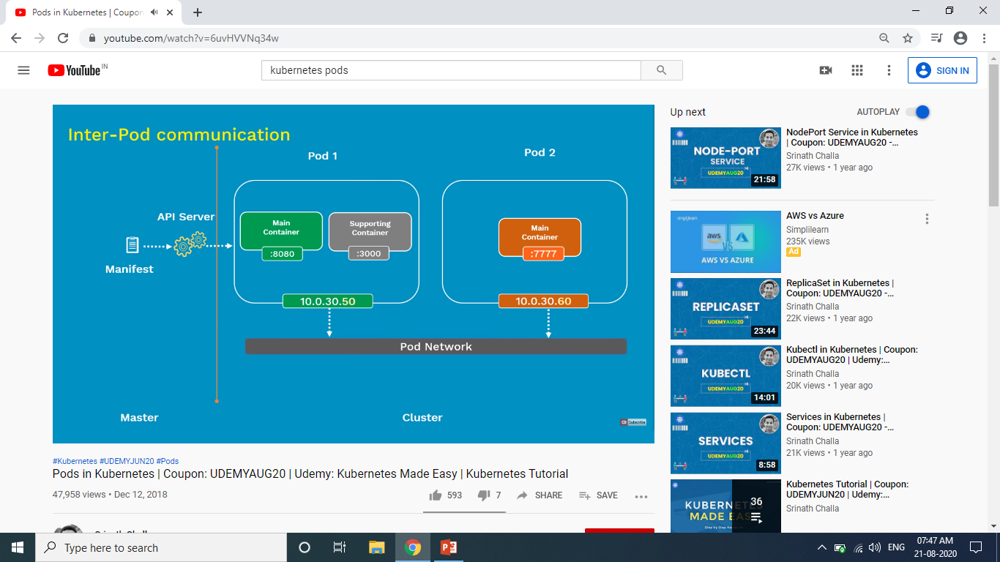 Pods in Kubernetes | Coupon
youtube.com/watch?v=6uvHVVNq34w
YouTube IN
kubernetes pods
SIGN IN
Inter-Pod communication
Pod 1
Pod 2
API Server
Manifest
Main
Container
:8080
Supporting
Container
:3000
Main
Container
:7777
10.0.30.50
10.0.30.60
Pod Network
Master
Cluster
Subscribe
#Kubernetes #UDEMYJUN20 #Pods
Pods in Kubernetes | Coupon: UDEMYAUG20 | Udemy: Kubernetes Made Easy | Kubernetes Tutorial
47,958 views • Dec 12, 2018
593
7
SHARE
SAVE
Up next
AUTOPLAY
NODE-PORT
SERVICE
UDEMYAUG20
21:58
NodePort Service in Kubernetes
| Coupon: UDEMYAUG20 -...
Srinath Challa
27K views • 1 year ago
simplilearn
aws
VS
AWS VS AZURE
AWS vs Azure
Simplilearn
235K views
Ad
REPLICASET
UDEMYAUG20
23:44
ReplicaSet in Kubernetes |
Coupon: UDEMYAUG20 -...
Srinath Challa
22K views • 1 year ago
KUBECTL
UDEMYAUG20
14:01
Kubectl in Kubernetes | Coupon:
UDEMYAUG20 | Udemy:...
Srinath Challa
20K views • 1 year ago
SERVICES
UDEMYAUG20
8:58
Services in Kubernetes |
Coupon: UDEMYAUG20 -...
Srinath Challa
21K views • 1 year ago
KUBERNETES
MADE EASY
Step by Step
36
Kubernetes Tutorial | Coupon:
UDEMYJUN20 | Udemy:...
Srinath Challa
Type here to search
ENG
07:47 AM
21-08-2020